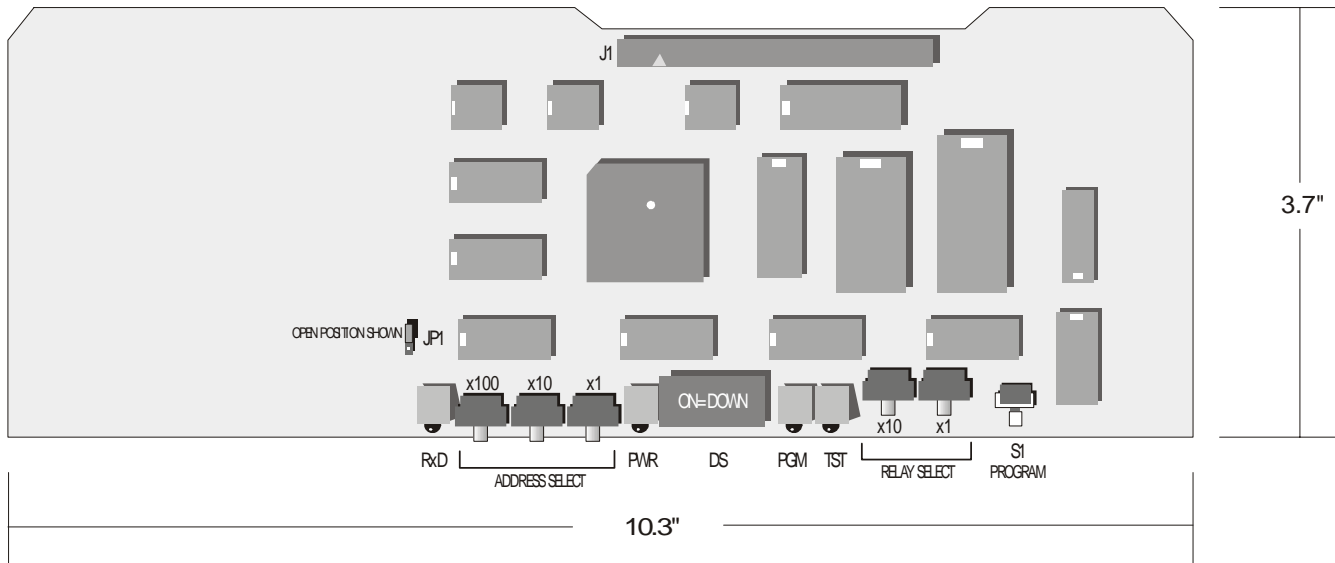 J1
3.7"
OPEN POSITION SHOWN
JP1
x100
x10
x1
ON=DOWN
x10
x1
RxD
ADDRESS SELECT
PWR
DS
PGM
TST
RELAY SELECT
S1
PROGRAM
10.3"